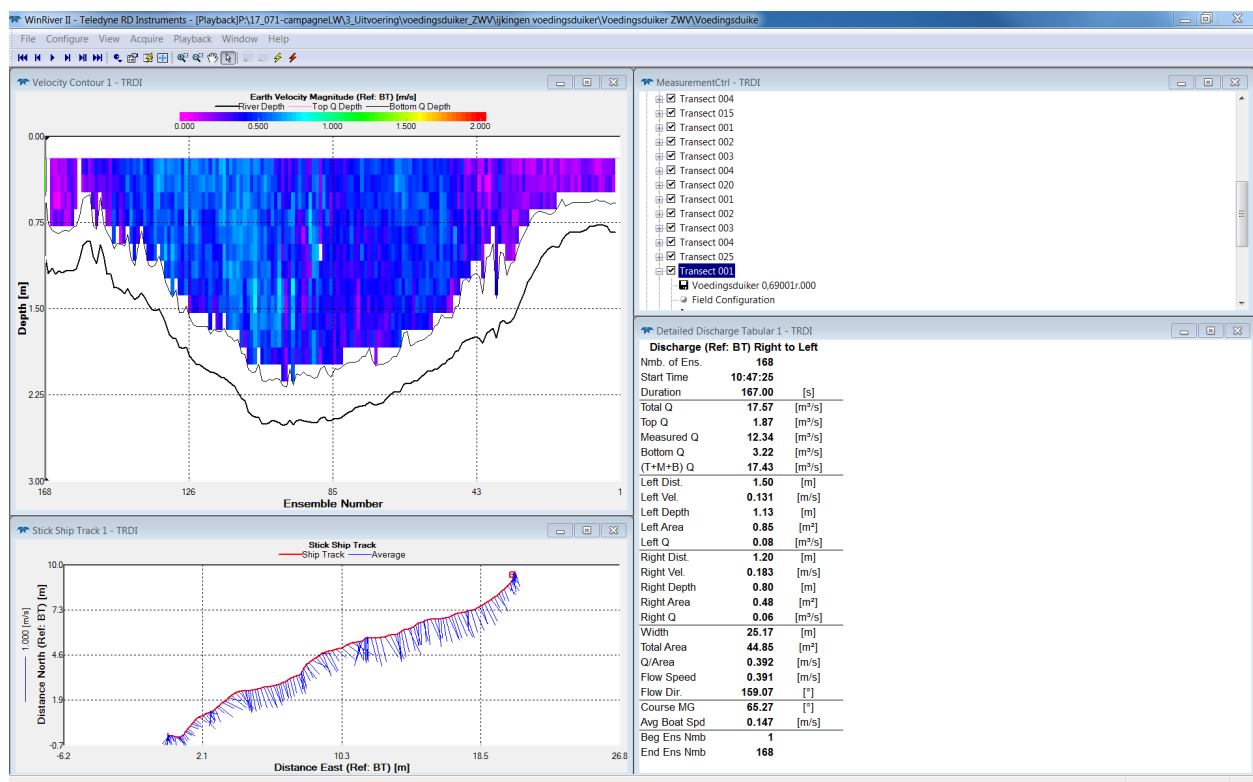 WinRiver II - Teledyne RD Instruments - [Playback]P:\17_071-campagneLW\3_Uitvoering\voedingsduiker_ZWV\ijkingen voedingsduiker\Voedingsduiker ZWV\Voedingsduike
File Configure View Acquire Playback Window Help
Velocity Contour 1 - TRDI
Earth Velocity Magnitude (Ref: BT) [m/s]
River Depth Top Q Depth Bottom Q Depth
0.000 0.500 1.000 1.500 2.000
0.00
0.75
1.50
2.25
3.00
Depth [m]
168 126 85 43 1
Ensemble Number
Stick Ship Track 1 - TRDI
Stick Ship Track
Ship Track Average
10.0
7.3
4.6
1.9
-0.7
1.000 [m/s]
Distance North (Ref: BT) [m]
-6.2 2.1 10.3 18.5 26.8
Distance East (Ref: BT) [m]
MeasurementCtrl - TRDI
Transect 004
Transect 015
Transect 001
Transect 002
Transect 003
Transect 004
Transect 020
Transect 001
Transect 002
Transect 003
Transect 004
Transect 025
Transect 001
Voedingsduiker 0,69001r.000
Field Configuration
Detailed Discharge Tabular 1 - TRDI
Discharge (Ref: BT) Right to Left
Nmb. of Ens. 168
Start Time 10:47:25
Duration 167.00 [s]
Total Q 17.57 [m³/s]
Top Q 1.87 [m³/s]
Measured Q 12.34 [m³/s]
Bottom Q 3.22 [m³/s]
(T+M+B) Q 17.43 [m³/s]
Left Dist. 1.50 [m]
Left Vel. 0.131 [m/s]
Left Depth 1.13 [m]
Left Area 0.85 [m²]
Left Q 0.08 [m³/s]
Right Dist. 1.20 [m]
Right Vel. 0.183 [m/s]
Right Depth 0.80 [m]
Right Area 0.48 [m²]
Right Q 0.06 [m³/s]
Width 25.17 [m]
Total Area 44.85 [m²]
Q/Area 0.392 [m/s]
Flow Speed 0.391 [m/s]
Flow Dir. 159.07 [°]
Course MG 65.27 [°]
Avg Boat Spd 0.147 [m/s]
Beg Ens Nmb 1
End Ens Nmb 168